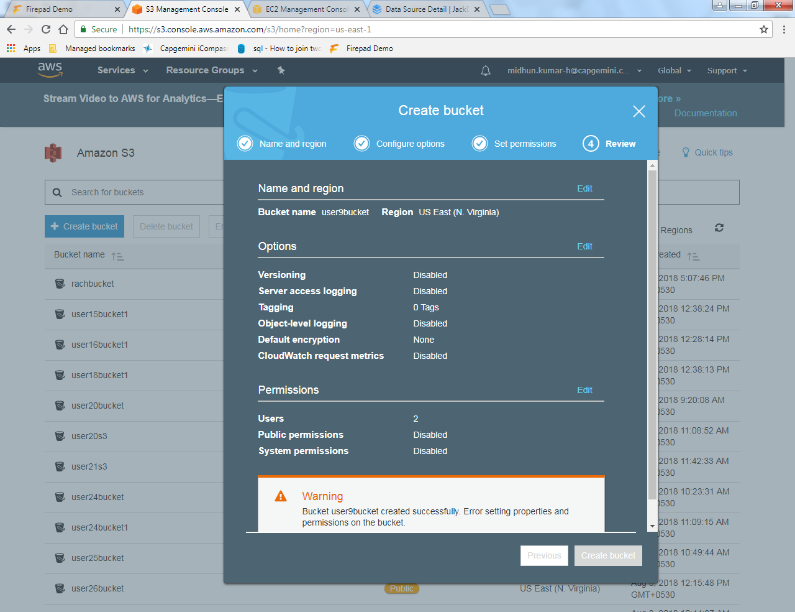 Firepad Demo
S3 Management Console
EC2 Management Console
Data Source Detail | Jack
Secure
https://s3.console.aws.amazon.com/s3/home?region=us-east-1
Apps
Managed bookmarks
Capgemini iCompas
sql - How to join two
Firepad Demo
aws
Services
Resource Groups
midhun.kumar-h@capgemini.c...
Global
Support
Stream Video to AWS for Analytics—E
ore »
Documentation
Amazon S3
Quick tips
Search for buckets
+ Create bucket
Delete bucket
Regions
Bucket name
eated
rachbucket
2018 5:07:46 PM
0530
user15bucket1
2018 12:38:24 PM
0530
user16bucket1
2018 12:28:14 PM
0530
user18bucket1
2018 12:38:13 PM
0530
user20bucket
2018 9:20:08 AM
0530
user20s3
2018 11:08:52 AM
0530
user21s3
2018 11:42:33 AM
0530
user24bucket
2018 10:23:31 AM
0530
user24bucket1
2018 11:09:15 AM
0530
user25bucket
2018 10:49:44 AM
0530
user26bucket
Public
US East (N. Virginia)
2018 12:15:48 PM
GMT+0530
Create bucket
Name and region
Configure options
Set permissions
4 Review
Name and region
Edit
Bucket name user9bucket Region US East (N. Virginia)
Options
Edit
Versioning Disabled
Server access logging Disabled
Tagging 0 Tags
Object-level logging Disabled
Default encryption None
CloudWatch request metrics Disabled
Permissions
Edit
Users 2
Public permissions Disabled
System permissions Disabled
Warning
Bucket user9bucket created successfully. Error setting properties and
permissions on the bucket.
Previous
Create bucket